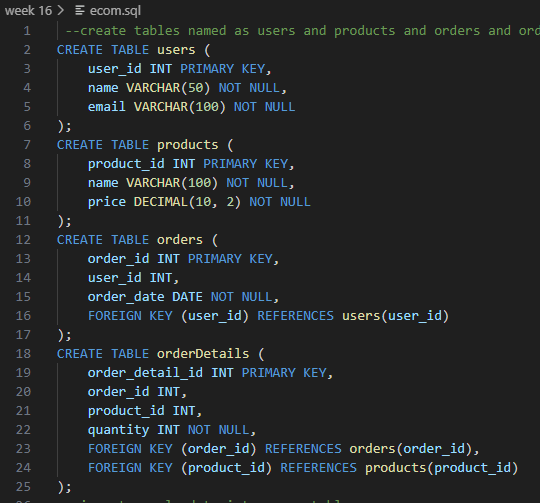 week 16 > ecom.sql
1 --create tables named as users and products and orders and
2 CREATE TABLE users (
3 user_id INT PRIMARY KEY,
4 name VARCHAR(50) NOT NULL,
5 email VARCHAR(100) NOT NULL
6 );
7 CREATE TABLE products (
8 product_id INT PRIMARY KEY,
9 name VARCHAR(100) NOT NULL,
10 price DECIMAL(10, 2) NOT NULL
11 );
12 CREATE TABLE orders (
13 order_id INT PRIMARY KEY,
14 user_id INT,
15 order_date DATE NOT NULL,
16 FOREIGN KEY (user_id) REFERENCES users(user_id)
17 );
18 CREATE TABLE orderDetails (
19 order_detail_id INT PRIMARY KEY,
20 order_id INT,
21 product_id INT,
22 quantity INT NOT NULL,
23 FOREIGN KEY (order_id) REFERENCES orders(order_id),
24 FOREIGN KEY (product_id) REFERENCES products(product_id)
25 );